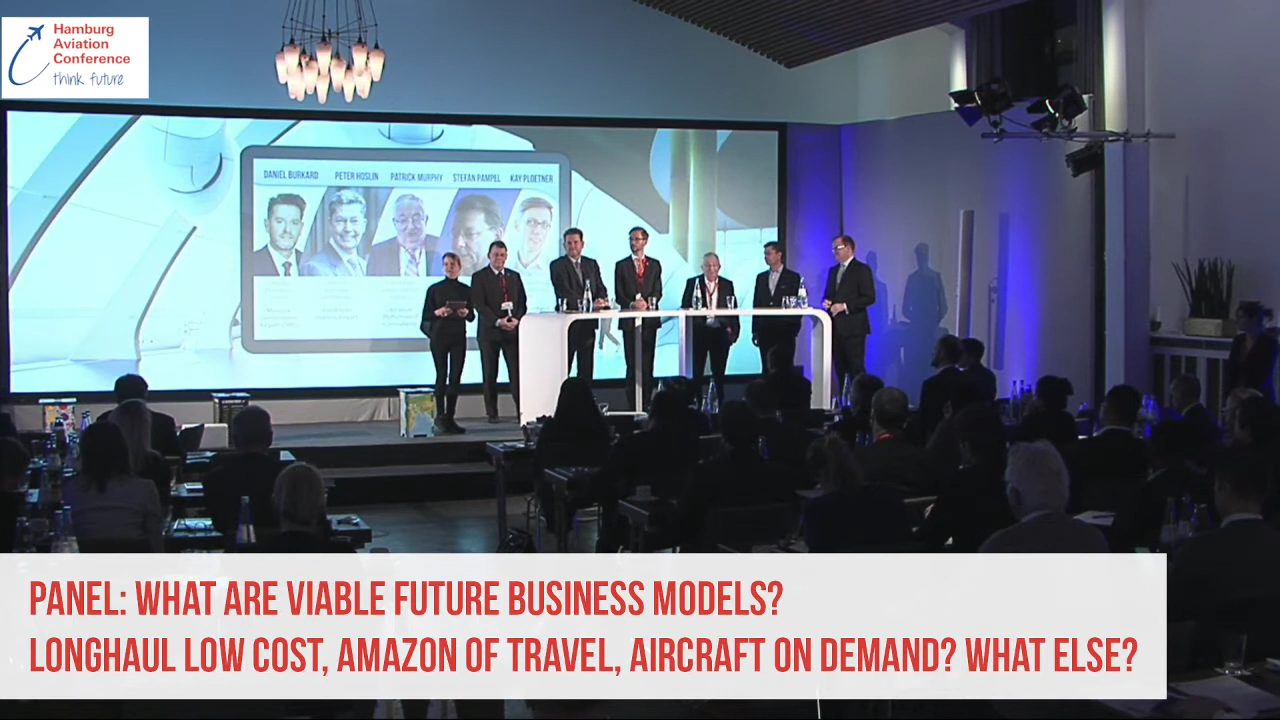 Hamburg
Aviation
Conference
think future
DANIEL BURKARD PETER HOSLIN PATRICK MURPHY STEFAN PAMPEL KAY PLOETNER
PANEL: WHAT ARE VIABLE FUTURE BUSINESS MODELS?
LONGHAUL LOW COST, AMAZON OF TRAVEL, AIRCRAFT ON DEMAND? WHAT ELSE?